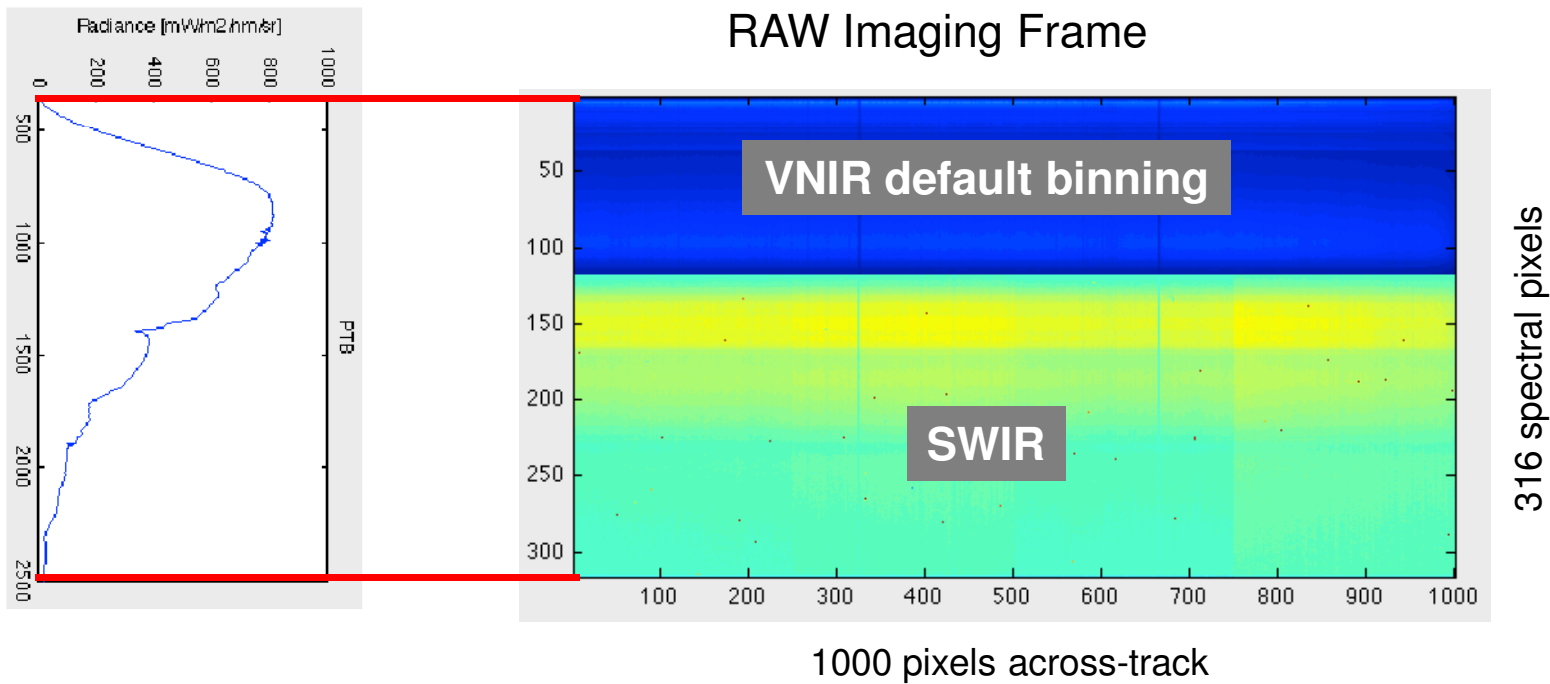 RAW Imaging Frame
Radiance [mW/m2/nm/sr]
0 200 400 600 800 1000
500
1000
1500
2000
2500
PTB
VNIR default binning
SWIR
50
100
150
200
250
300
100 200 300 400 500 600 700 800 900 1000
316 spectral pixels
1000 pixels across-track